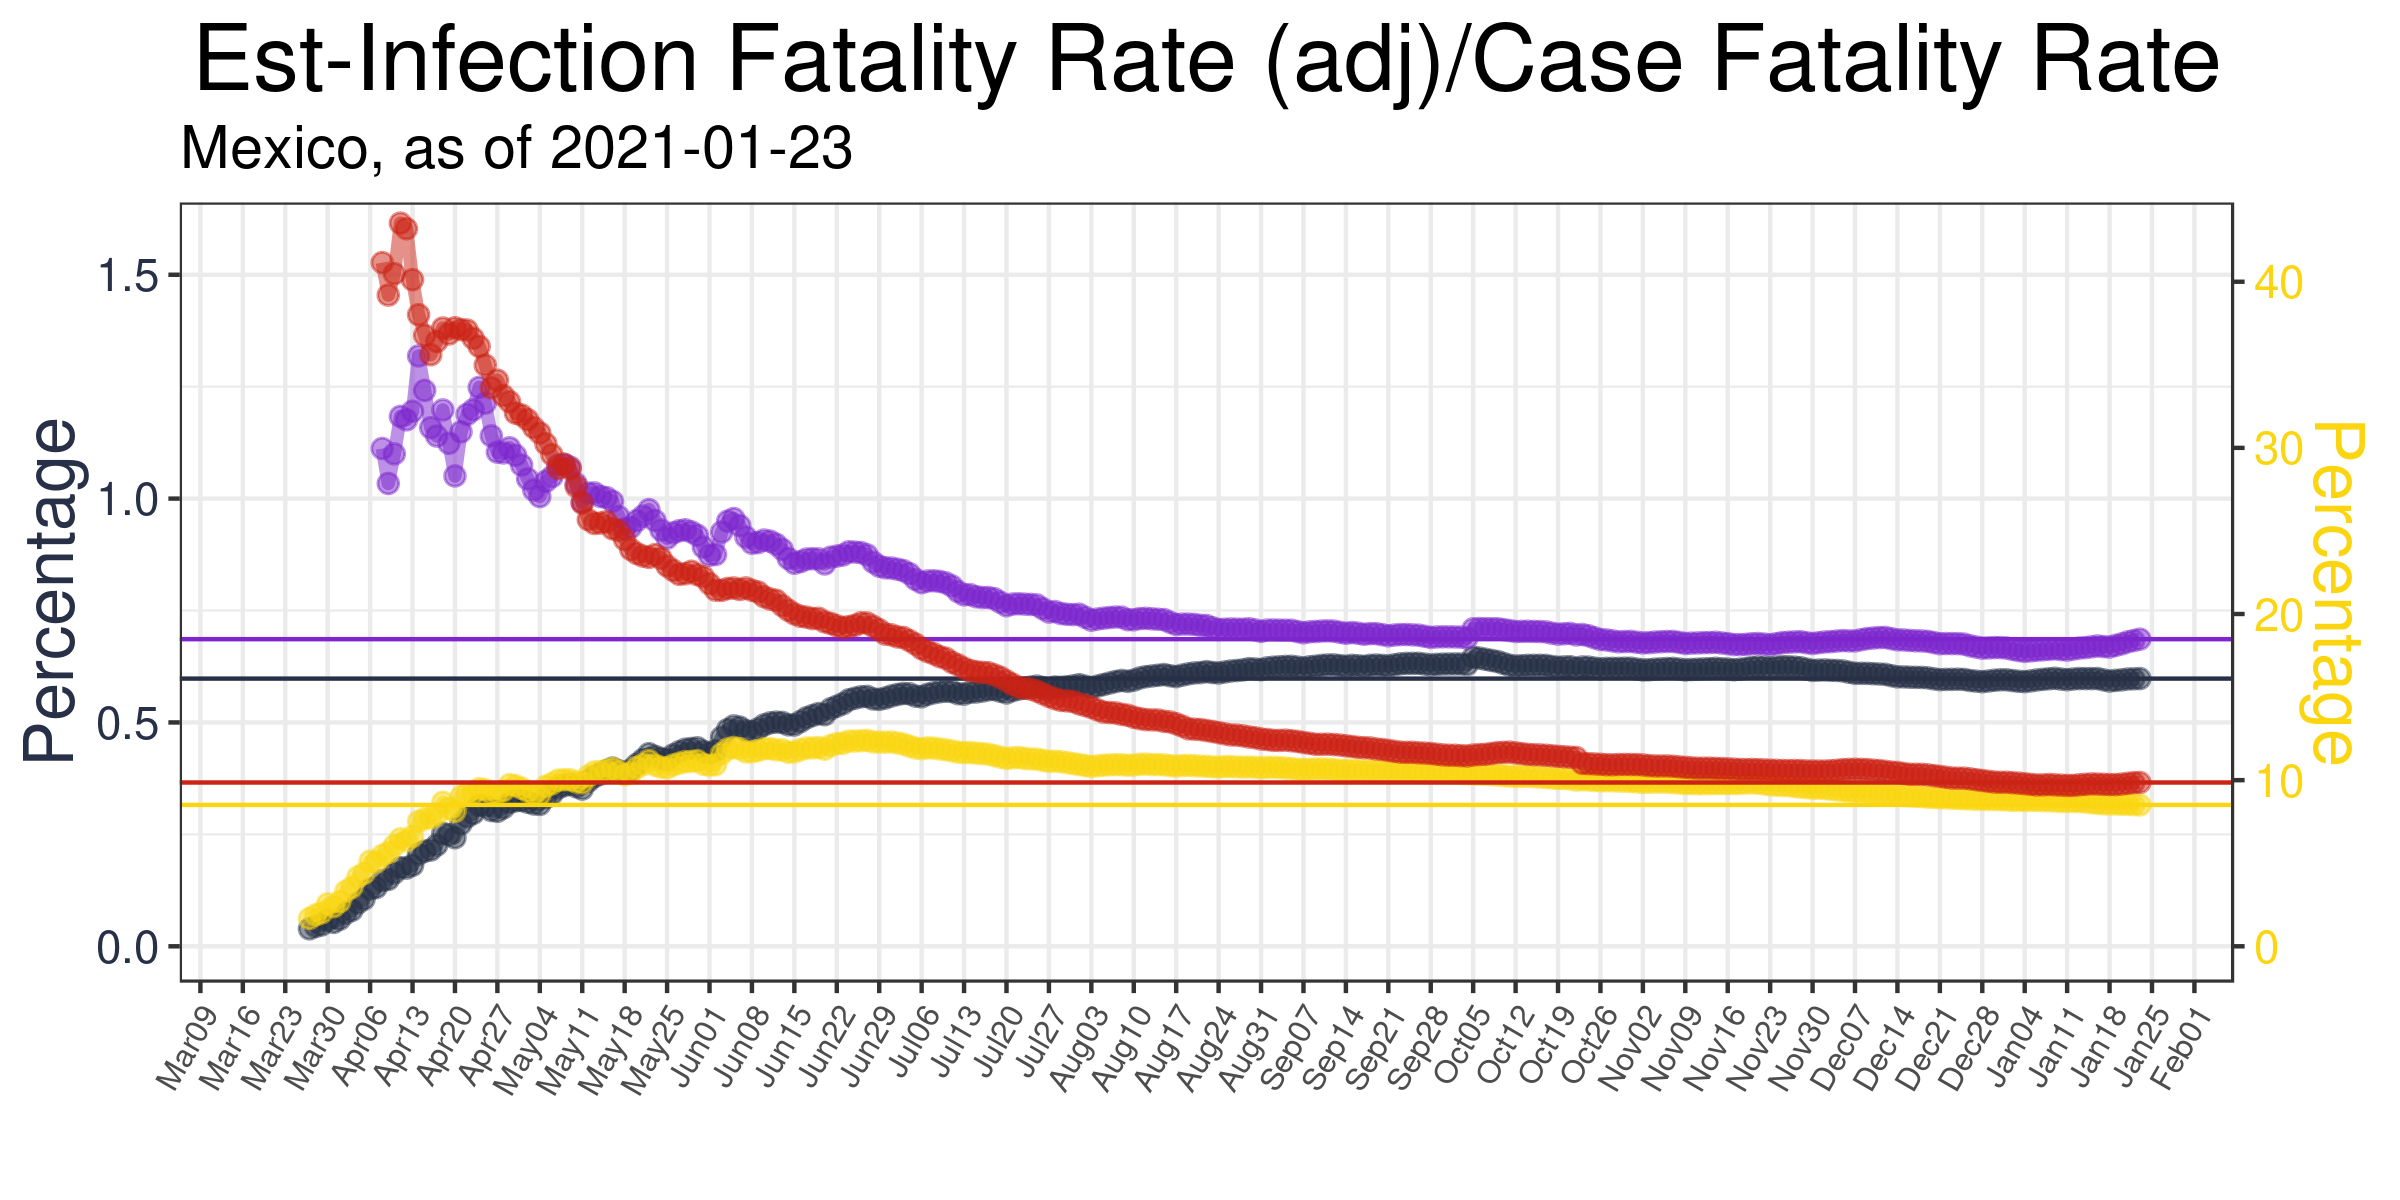 Est-Infection Fatality Rate (adj)/Case Fatality Rate
Mexico, as of 2021-01-23
Percentage
1.5
1.0
0.5
0.0
40
30
20
10
0
Percentage
Mar09
Mar16
Mar23
Mar30
Apr06
Apr13
Apr20
Apr27
May04
May11
May18
May25
Jun01
Jun08
Jun15
Jun22
Jun29
Jul06
Jul13
Jul20
Jul27
Aug03
Aug10
Aug17
Aug24
Aug31
Sep07
Sep14
Sep21
Sep28
Oct05
Oct12
Oct19
Oct26
Nov02
Nov09
Nov16
Nov23
Nov30
Dec07
Dec14
Dec21
Dec28
Jan04
Jan11
Jan18
Jan25
Feb01